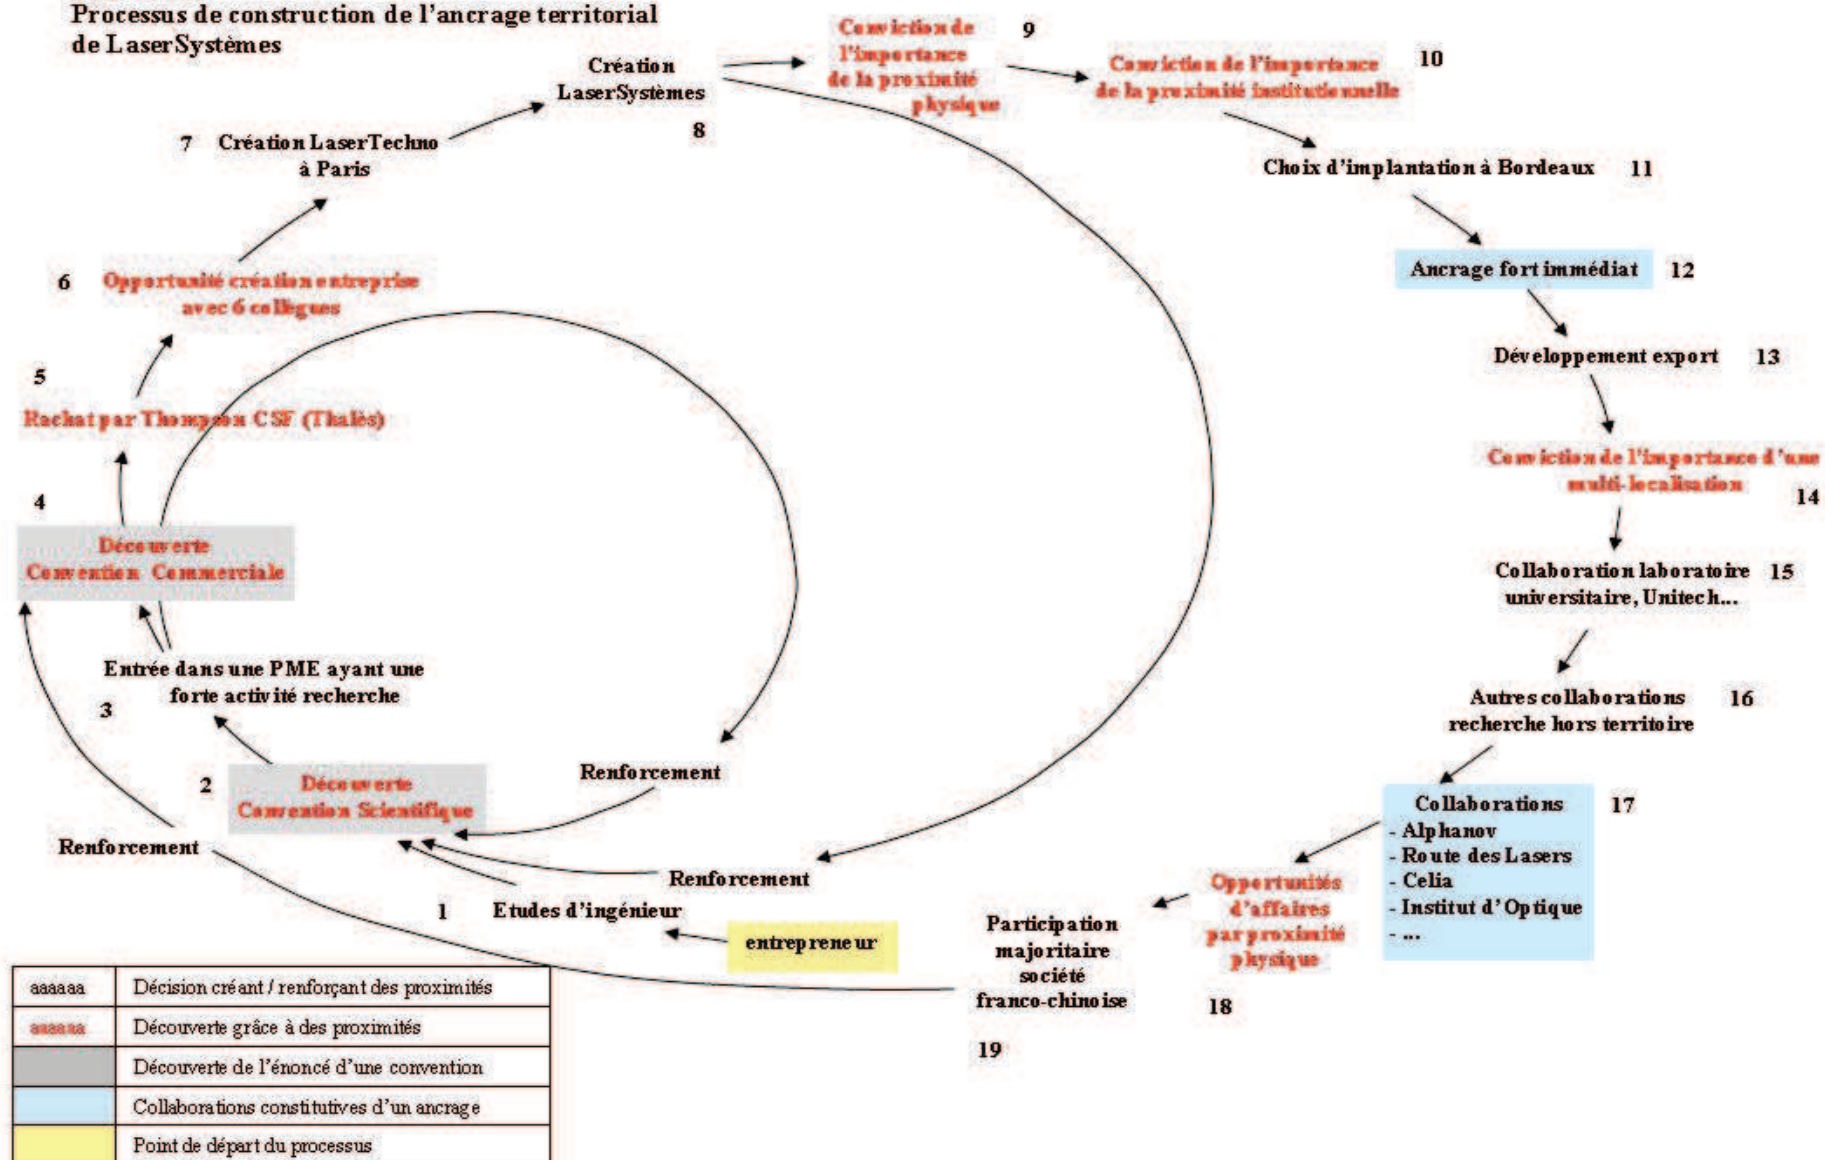 Processus de construction de l'ancrage territorial
de LaserSystèmes
entrepreneur
1
Etudes d'ingénieur
2
Découverte
Convention Scientifique
3
Entrée dans une PME ayant une
forte activité recherche
4
Découverte
Convention Commerciale
5
Rachat par Thompson CSF (Thalès)
6
Opportunité création entreprise
avec 6 collègues
7
Création LaserTechno
à Paris
Création
LaserSystèmes
8
Conviction de
l'importance
de la proximité
physique
9
Conviction de l'importance
de la proximité institutionnelle
10
Choix d'implantation à Bordeaux
11
Ancrage fort immédiat
12
Développement export
13
Conviction de l'importance d'une
multi-localisation
14
Collaboration laboratoire
universitaire, Unitech...
15
Autres collaborations
recherche hors territoire
16
Collaborations
- Alphanov
- Route des Lasers
- Celia
- Institut d'Optique
- ...
17
Opportunités
d'affaires
par proximité
physique
18
Participation
majoritaire
société
franco-chinoise
19
Renforcement
Renforcement
Renforcement
aaaaaa Décision créant / renforçant des proximités
aaaaaa Découverte grâce à des proximités
Découverte de l'énoncé d'une convention
Collaborations constitutives d'un ancrage
Point de départ du processus